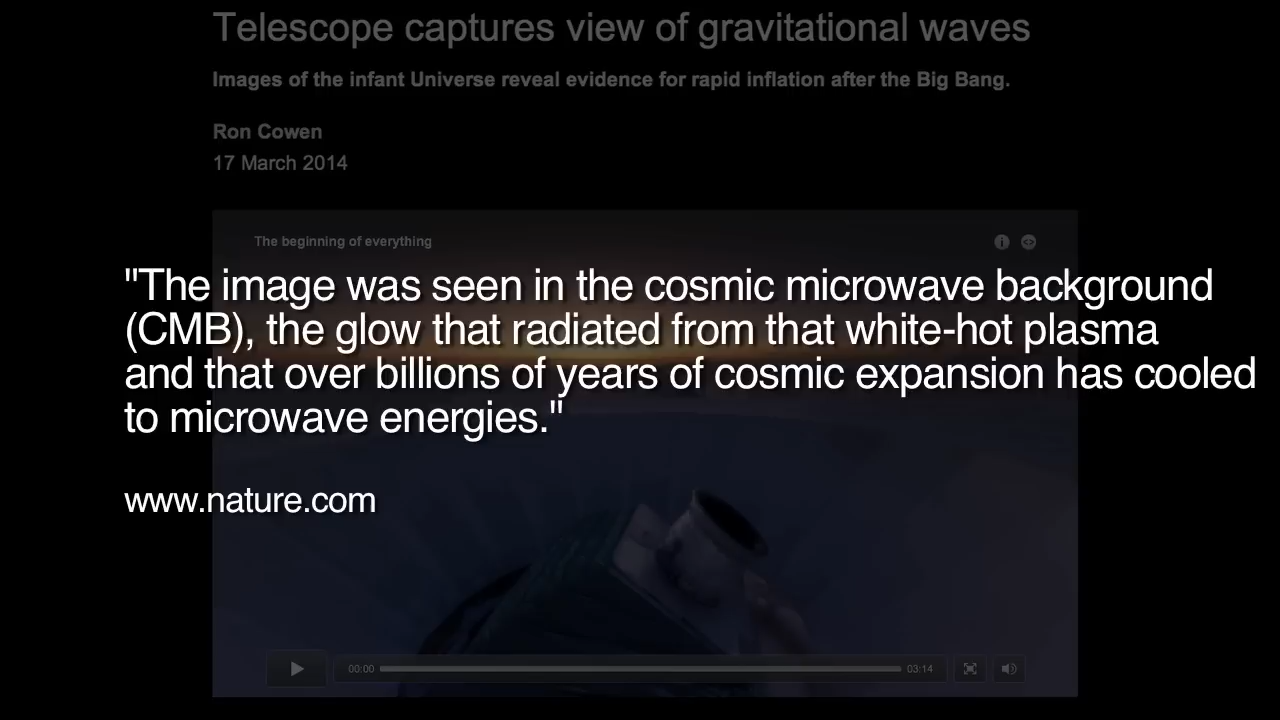 Telescope captures view of gravitational waves
Images of the infant Universe reveal evidence for rapid inflation after the Big Bang.
Ron Cowen
17 March 2014
The beginning of everything
"The image was seen in the cosmic microwave background
(CMB), the glow that radiated from that white-hot plasma
and that over billions of years of cosmic expansion has cooled
to microwave energies."
www.nature.com
00:00 03:14